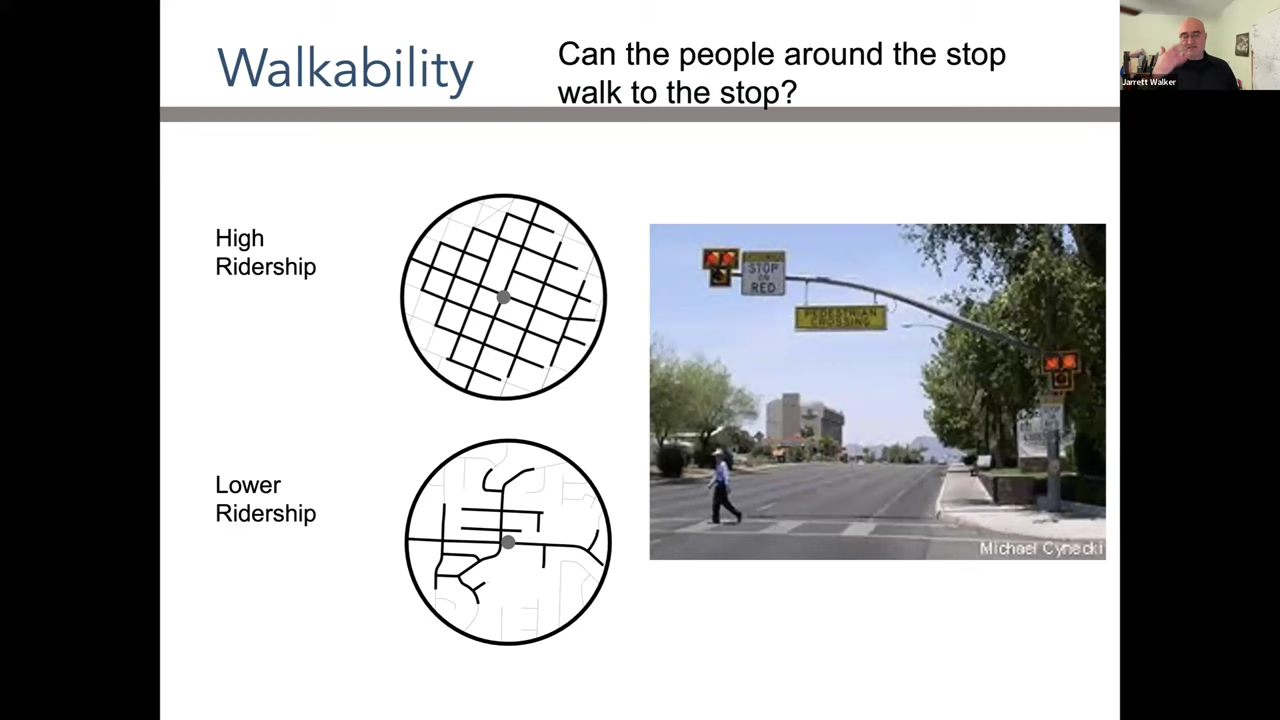 Walkability
Can the people around the stop
walk to the stop?
Jarrett Walker
High
Ridership
STOP
ON
RED
PEDESTRIAN
CROSSING
Lower
Ridership
Michael Cynecki